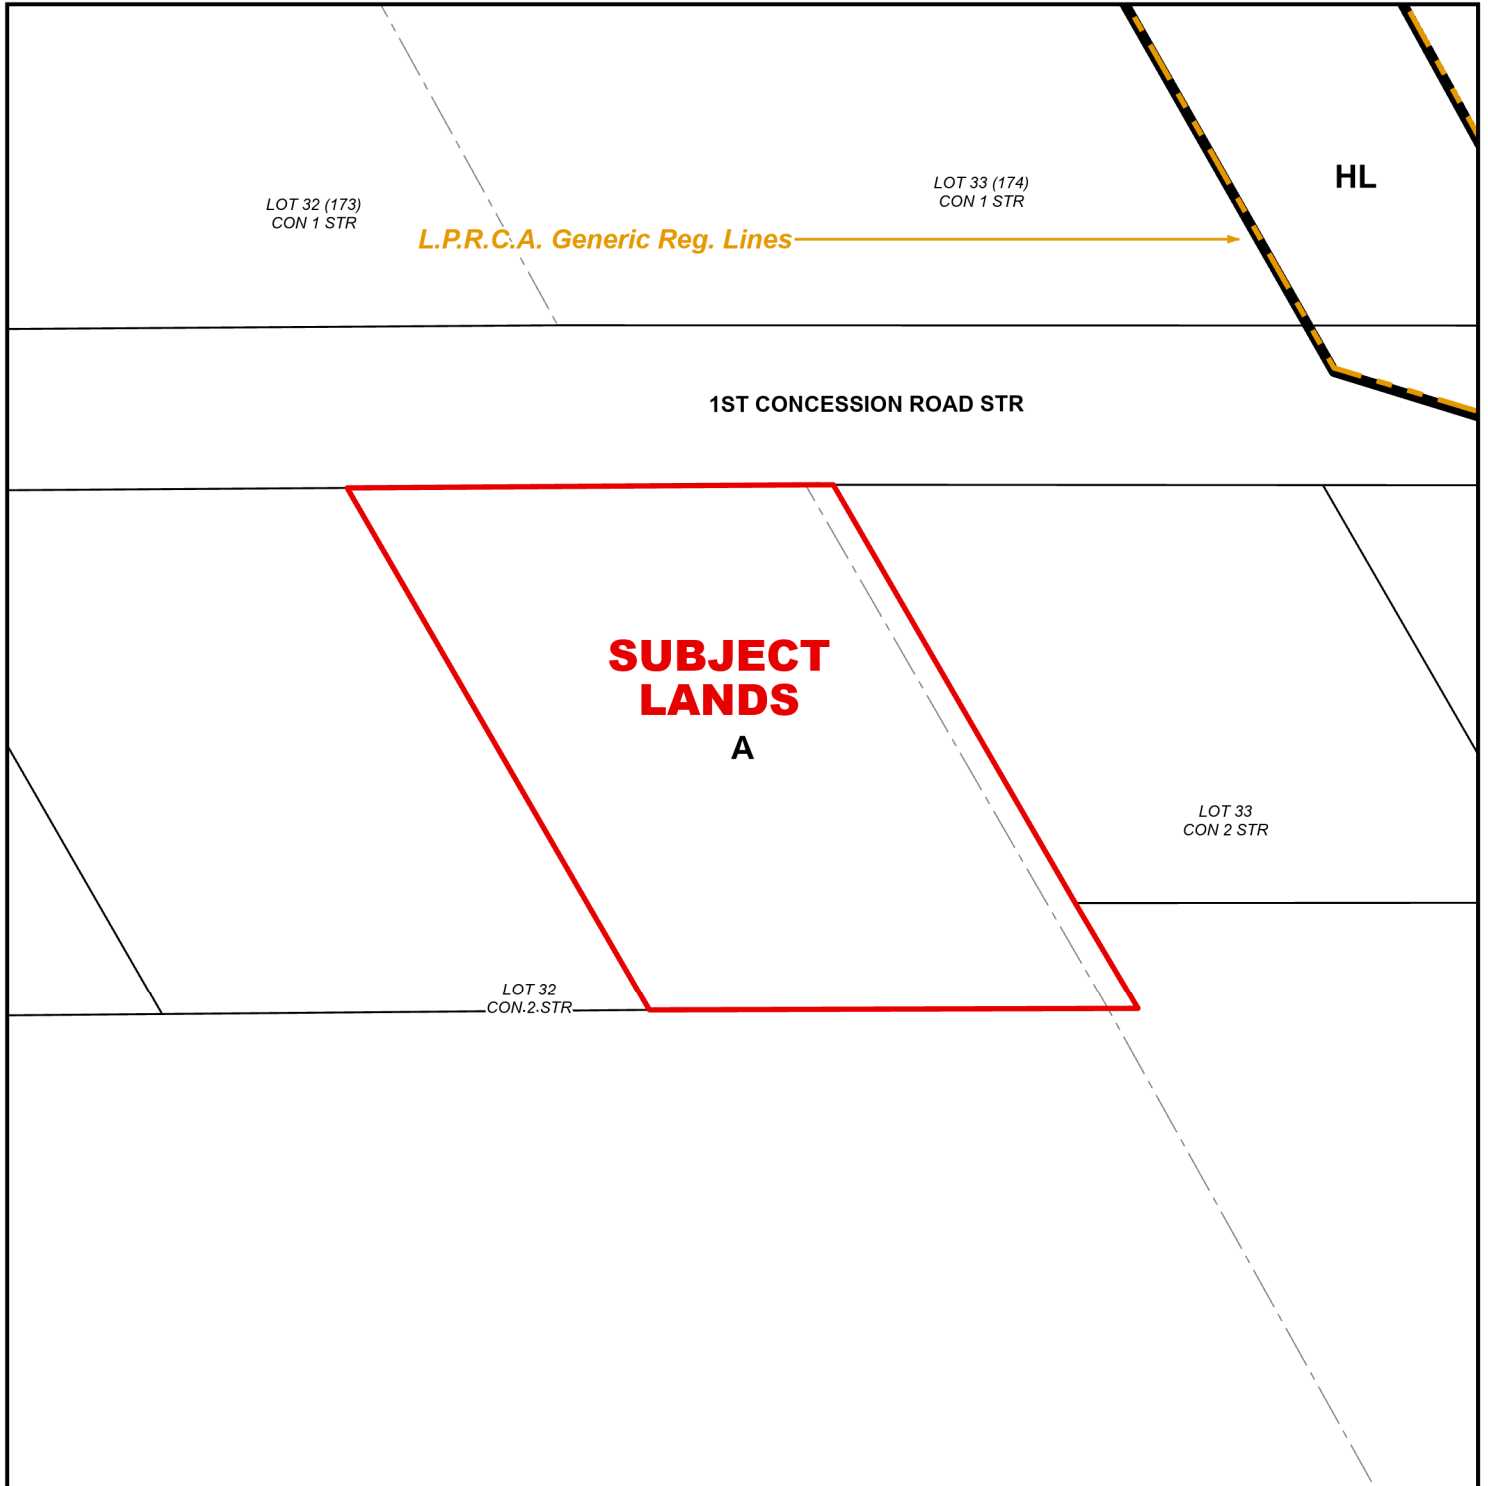 HL
LOT 32 (173)
CON 1 STR
LOT 33 (174)
CON 1 STR
L.P.R.C.A. Generic Reg. Lines
1ST CONCESSION ROAD STR
SUBJECT
LANDS
A
LOT 33
CON 2 STR
LOT 32
CON 2 STR